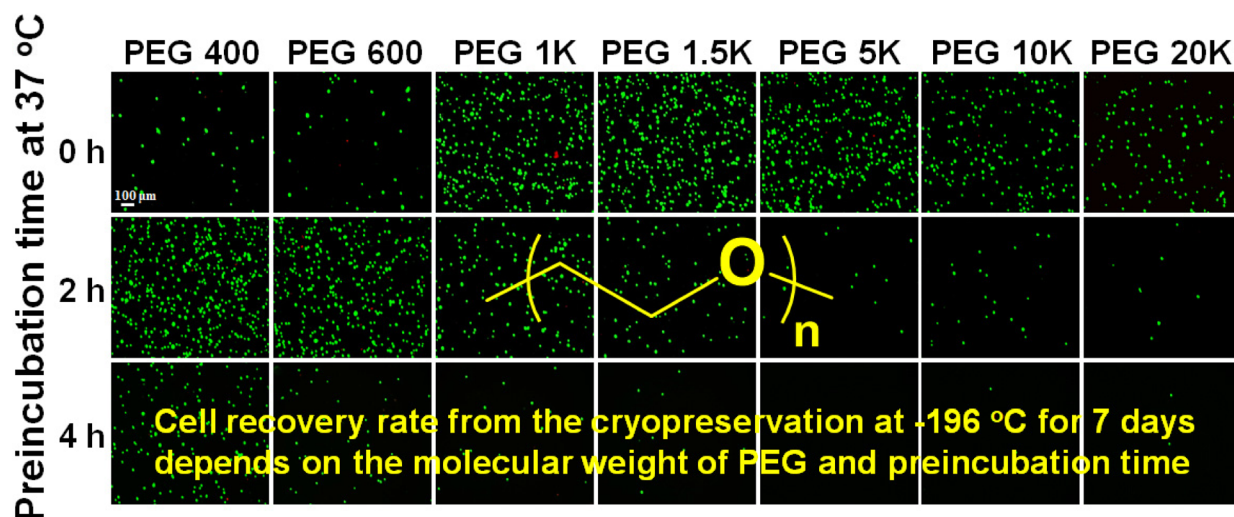 PEG 400 PEG 600 PEG 1K PEG 1.5K PEG 5K PEG 10K PEG 20K
Preincubation time at 37 ºC
0 h
100 µm
2 h
O
n
4 h
Cell recovery rate from the cryopreservation at -196 ºC for 7 days
depends on the molecular weight of PEG and preincubation time